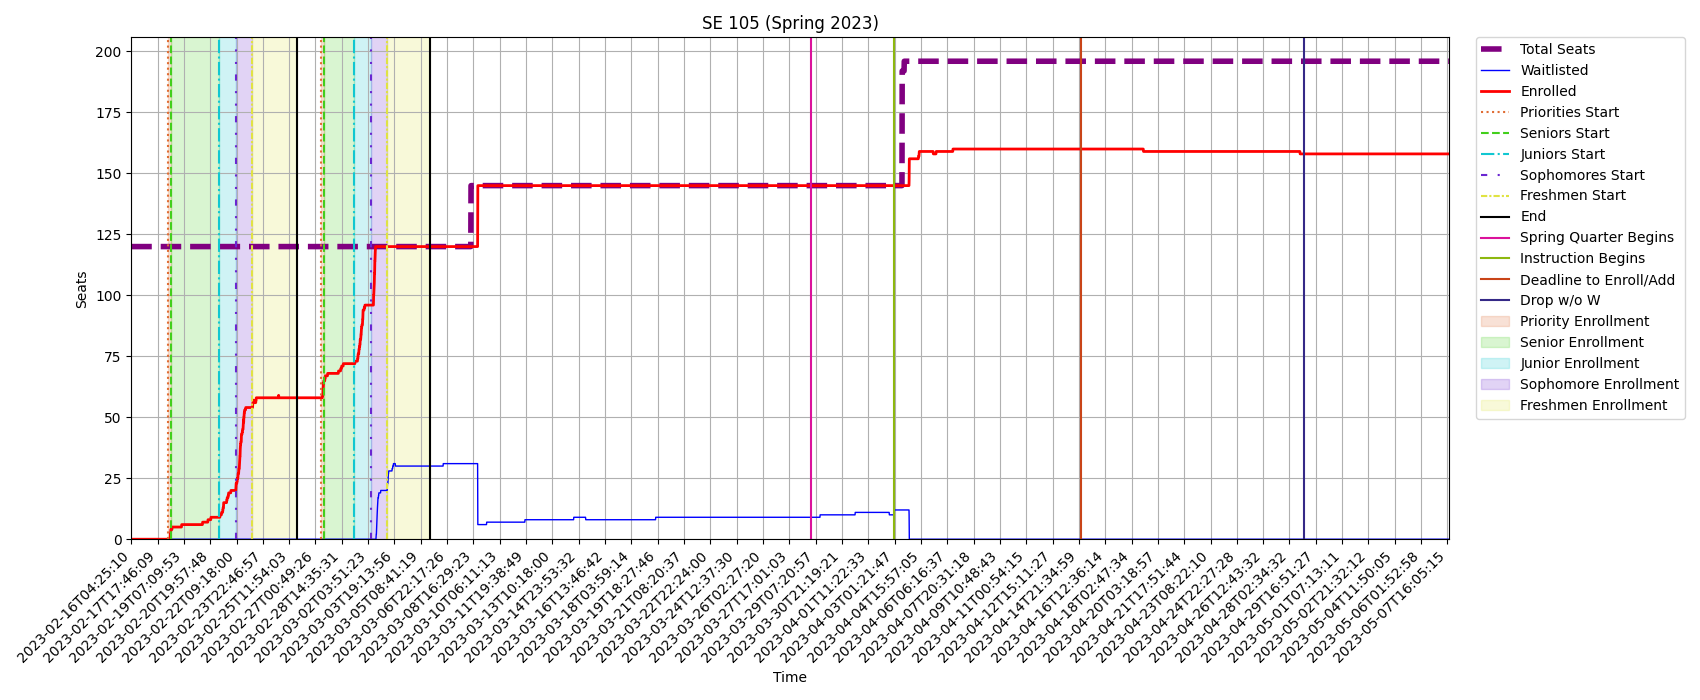 SE 105 (Spring 2023)
Seats
200
175
150
125
100
75
50
25
0
2023-02-16T04:25:10
2023-02-17T17:46:09
2023-02-19T07:09:53
2023-02-20T19:57:48
2023-02-22T09:18:00
2023-02-23T22:46:57
2023-02-25T11:54:03
2023-02-27T00:49:26
2023-02-28T14:35:31
2023-03-02T03:51:23
2023-03-03T19:13:56
2023-03-05T08:41:19
2023-03-06T22:17:26
2023-03-08T16:29:23
2023-03-10T06:11:13
2023-03-11T19:38:49
2023-03-13T10:18:00
2023-03-14T23:53:32
2023-03-16T13:46:42
2023-03-18T03:59:14
2023-03-19T18:27:46
2023-03-21T08:20:37
2023-03-22T22:24:00
2023-03-24T12:37:30
2023-03-26T02:27:20
2023-03-27T17:01:03
2023-03-29T07:20:57
2023-03-30T21:19:21
2023-04-01T11:22:33
2023-04-03T01:21:47
2023-04-04T15:57:05
2023-04-06T06:16:37
2023-04-07T20:31:18
2023-04-09T10:48:43
2023-04-11T00:54:15
2023-04-12T15:11:27
2023-04-14T21:34:59
2023-04-16T12:36:14
2023-04-18T02:47:34
2023-04-20T03:18:57
2023-04-21T17:51:44
2023-04-23T08:22:10
2023-04-24T22:27:28
2023-04-26T12:43:32
2023-04-28T02:34:32
2023-04-29T16:51:27
2023-05-01T07:13:11
2023-05-02T21:32:12
2023-05-04T11:50:05
2023-05-06T01:52:58
2023-05-07T16:05:15
Time
Total Seats
Waitlisted
Enrolled
Priorities Start
Seniors Start
Juniors Start
Sophomores Start
Freshmen Start
End
Spring Quarter Begins
Instruction Begins
Deadline to Enroll/Add
Drop w/o W
Priority Enrollment
Senior Enrollment
Junior Enrollment
Sophomore Enrollment
Freshmen Enrollment